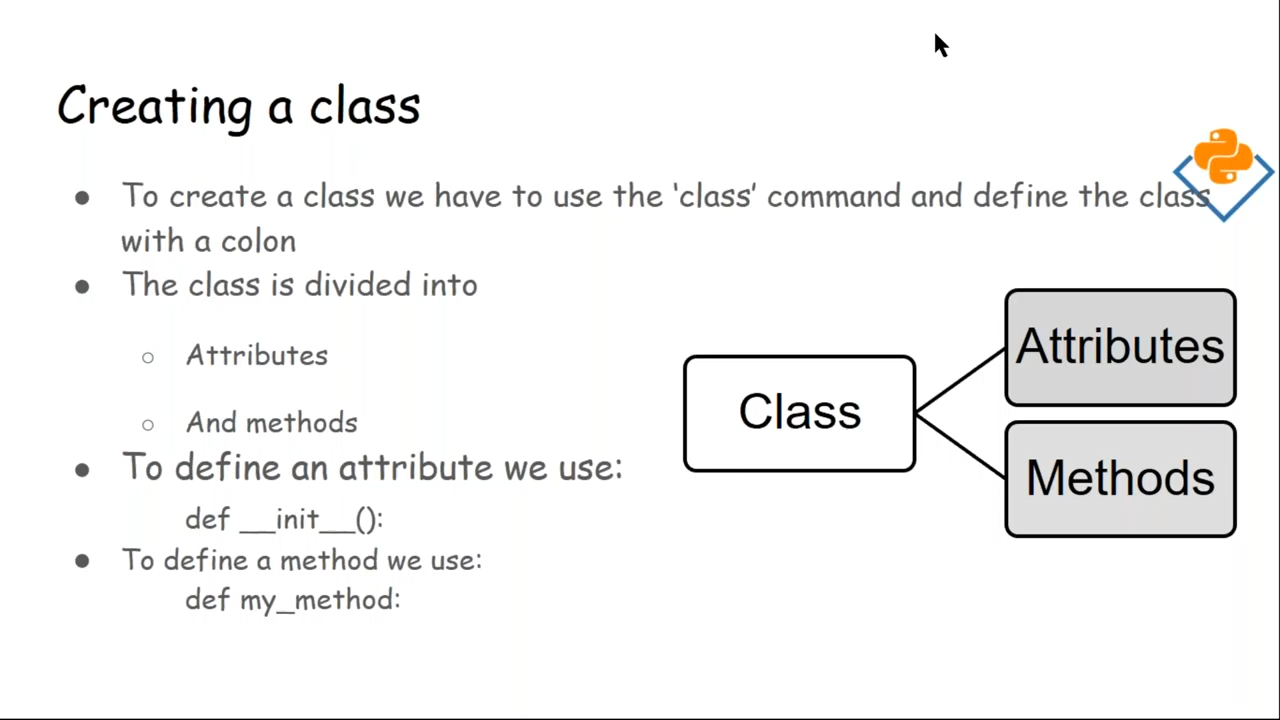 Creating a class
● To create a class we have to use the 'class' command and define the class
with a colon
● The class is divided into
○ Attributes
○ And methods
● To define an attribute we use:
def __init__():
● To define a method we use:
def my_method:
Class
Attributes
Methods